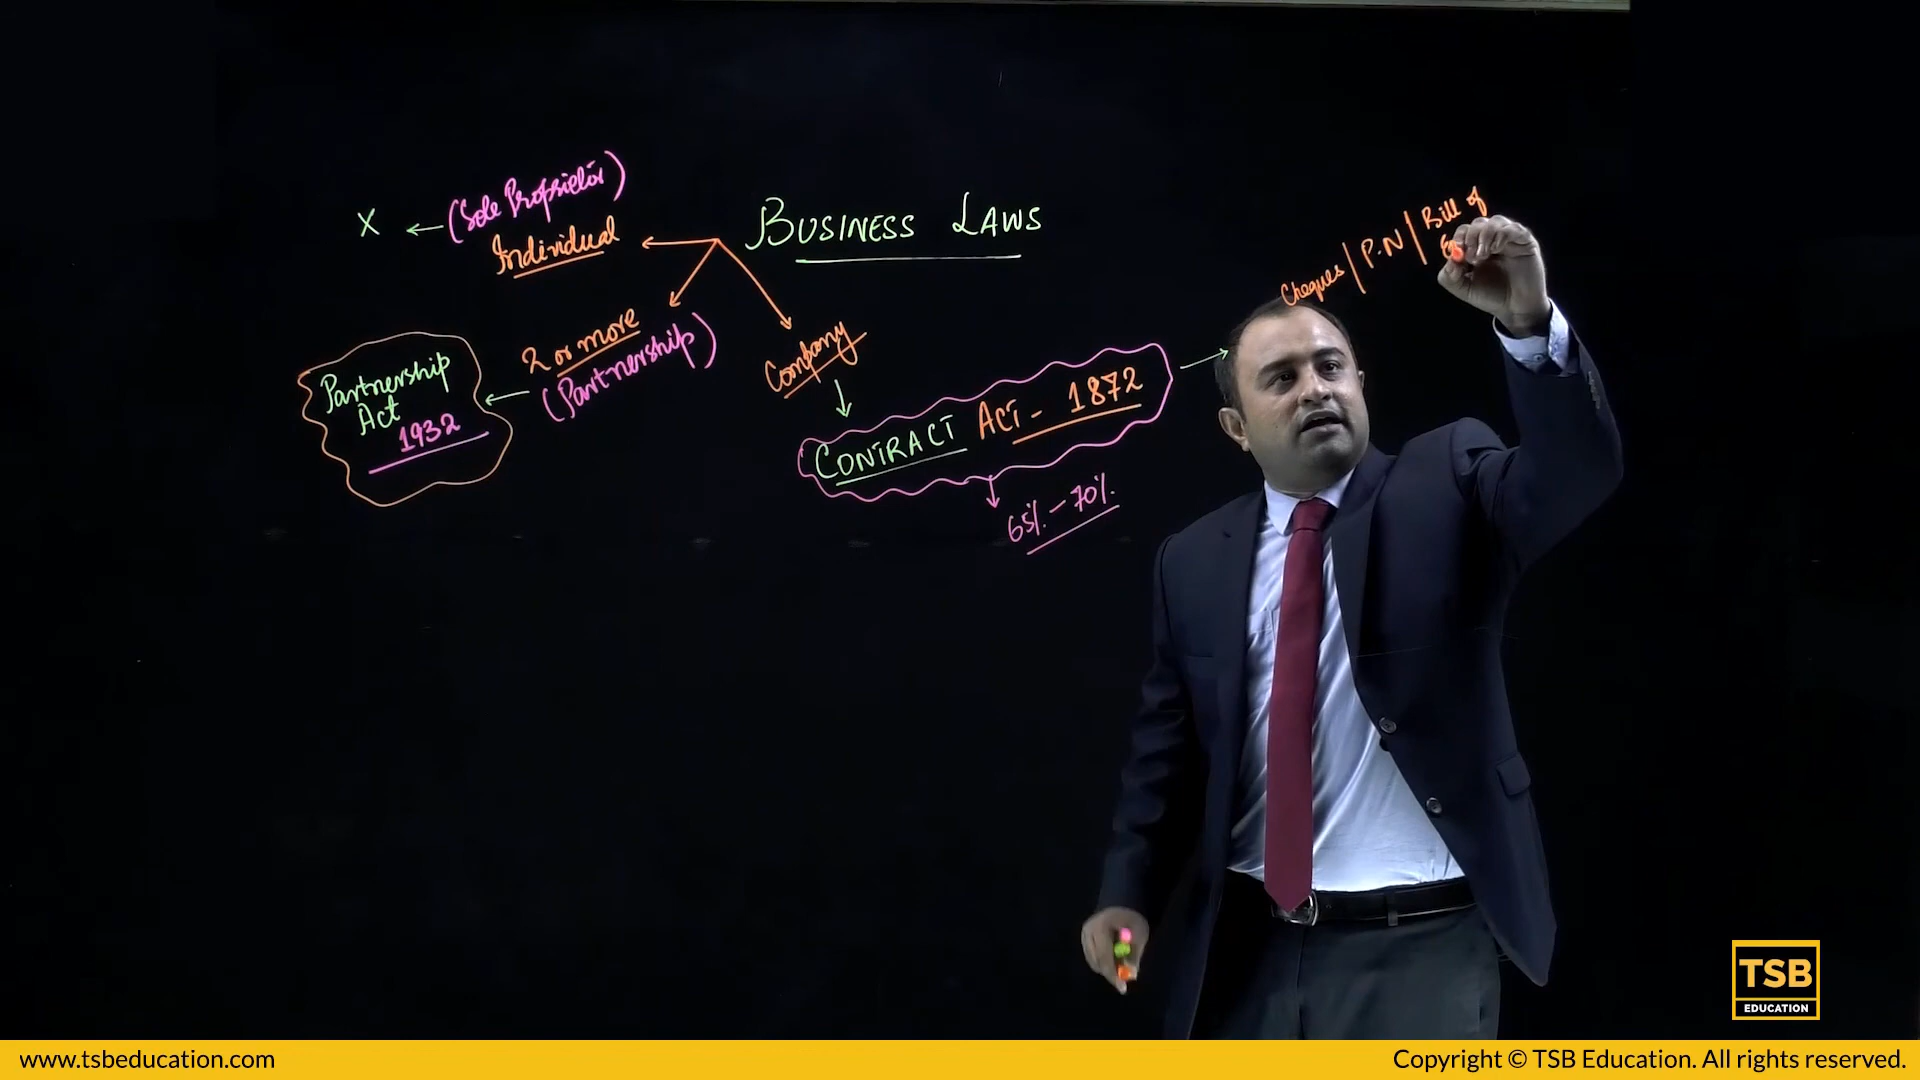 (Sole Proprietor)
X
BUSINESS LAWS
Individual
Cheques / P.N / Bill of
2 or more
(Partnership)
Company
Partnership
Act
1932
CONTRACT ACT - 1872
65% - 70%
TSB
EDUCATION
www.tsbeducation.com
Copyright © TSB Education. All rights reserved.